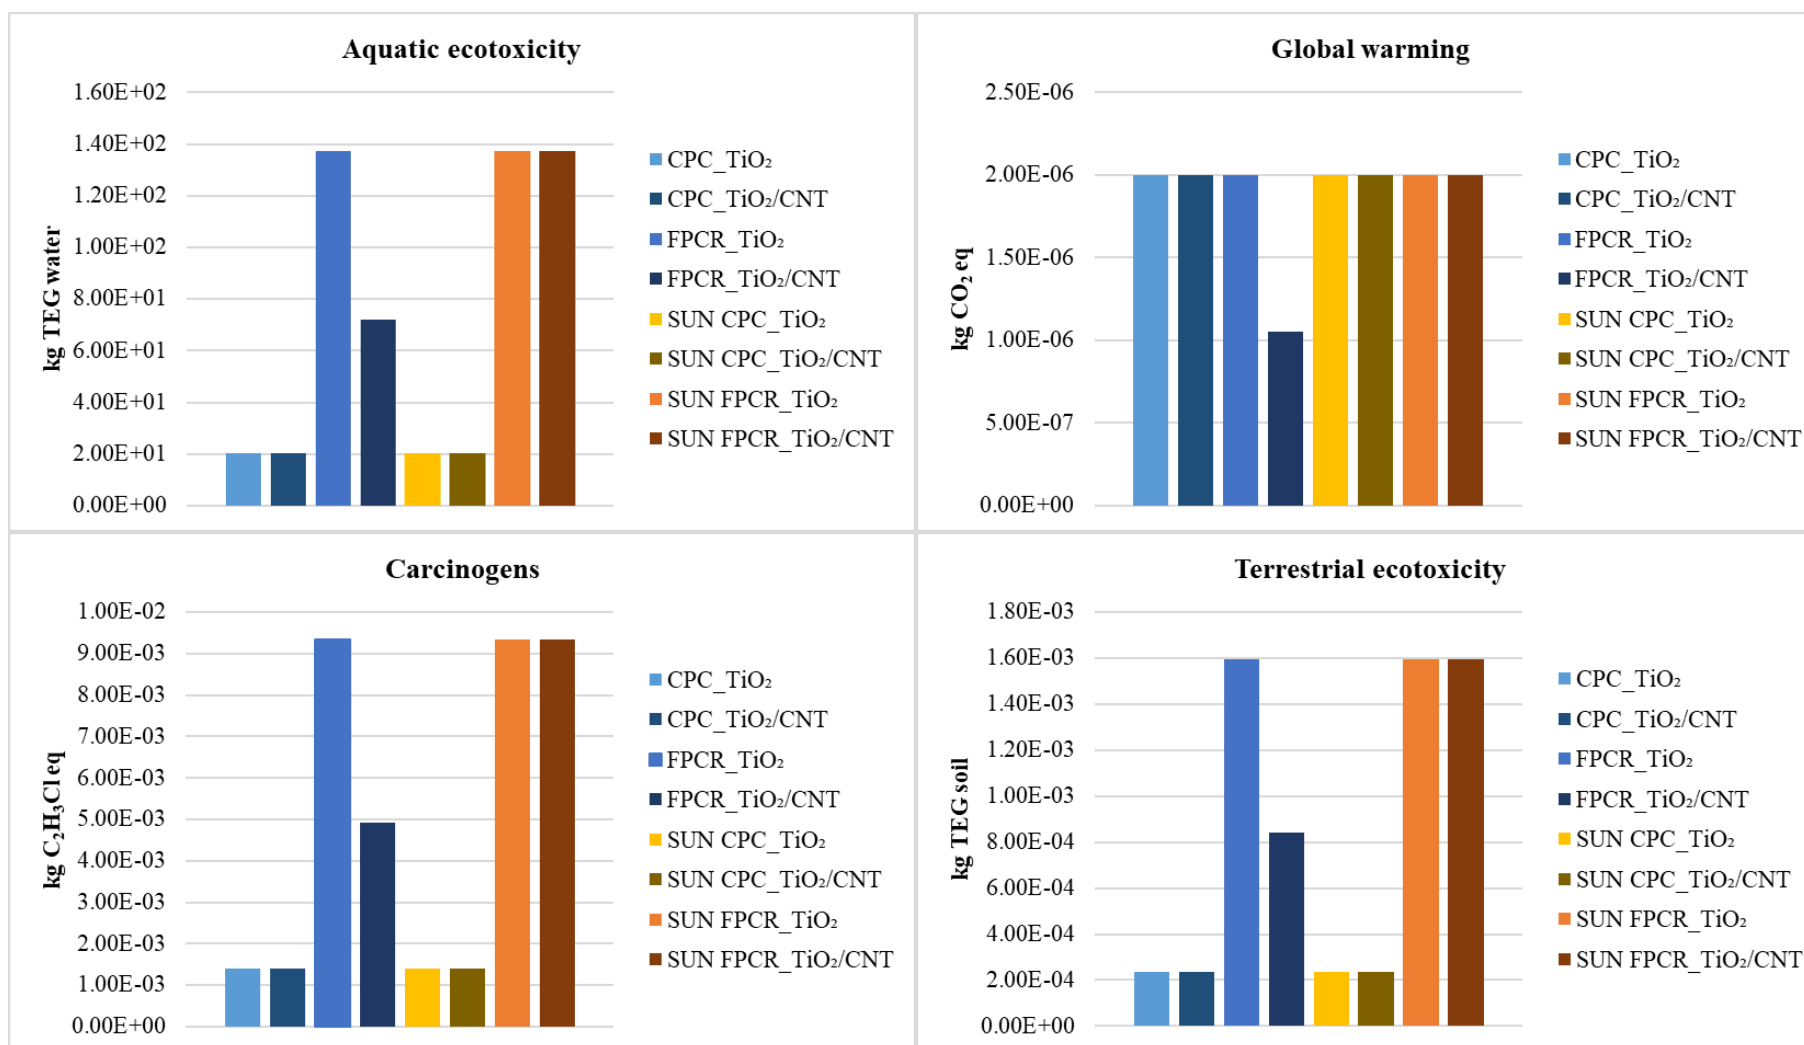 Aquatic ecotoxicity
kg TEG water
1.60E+02
1.40E+02
1.20E+02
1.00E+02
8.00E+01
6.00E+01
4.00E+01
2.00E+01
0.00E+00
CPC_TiO₂
CPC_TiO₂/CNT
FPCR_TiO₂
FPCR_TiO₂/CNT
SUN CPC_TiO₂
SUN CPC_TiO₂/CNT
SUN FPCR_TiO₂
SUN FPCR_TiO₂/CNT
Global warming
kg CO₂ eq
2.50E-06
2.00E-06
1.50E-06
1.00E-06
5.00E-07
0.00E+00
CPC_TiO₂
CPC_TiO₂/CNT
FPCR_TiO₂
FPCR_TiO₂/CNT
SUN CPC_TiO₂
SUN CPC_TiO₂/CNT
SUN FPCR_TiO₂
SUN FPCR_TiO₂/CNT
Carcinogens
kg C₂H₃Cl eq
1.00E-02
9.00E-03
8.00E-03
7.00E-03
6.00E-03
5.00E-03
4.00E-03
3.00E-03
2.00E-03
1.00E-03
0.00E+00
CPC_TiO₂
CPC_TiO₂/CNT
FPCR_TiO₂
FPCR_TiO₂/CNT
SUN CPC_TiO₂
SUN CPC_TiO₂/CNT
SUN FPCR_TiO₂
SUN FPCR_TiO₂/CNT
Terrestrial ecotoxicity
kg TEG soil
1.80E-03
1.60E-03
1.40E-03
1.20E-03
1.00E-03
8.00E-04
6.00E-04
4.00E-04
2.00E-04
0.00E+00
CPC_TiO₂
CPC_TiO₂/CNT
FPCR_TiO₂
FPCR_TiO₂/CNT
SUN CPC_TiO₂
SUN CPC_TiO₂/CNT
SUN FPCR_TiO₂
SUN FPCR_TiO₂/CNT